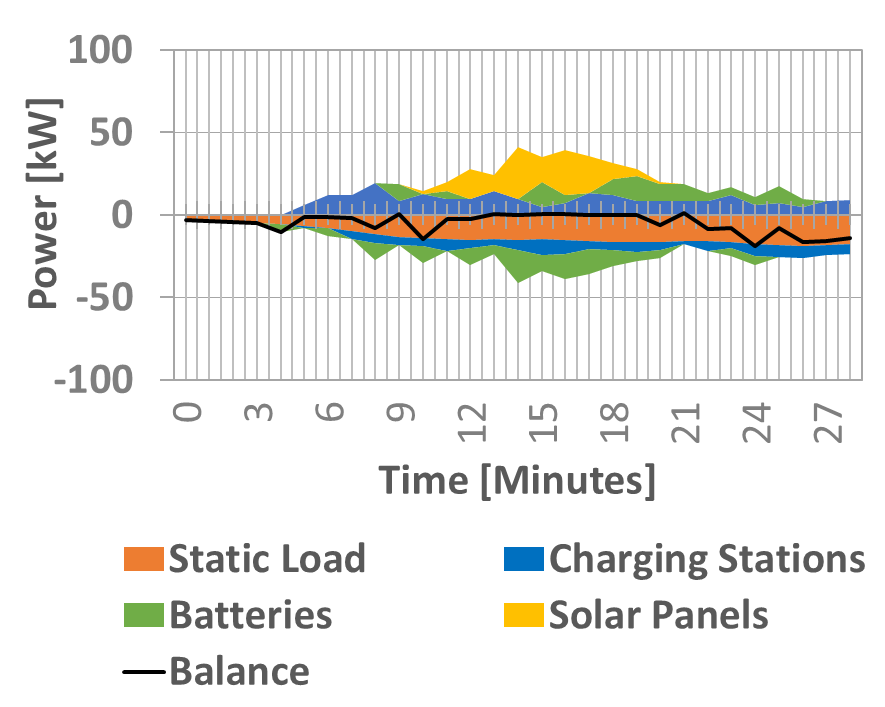 100
50
0
-50
-100
Power [kW]
0 3 6 9 12 15 18 21 24 27
Time [Minutes]
Static Load Charging Stations
Batteries Solar Panels
Balance